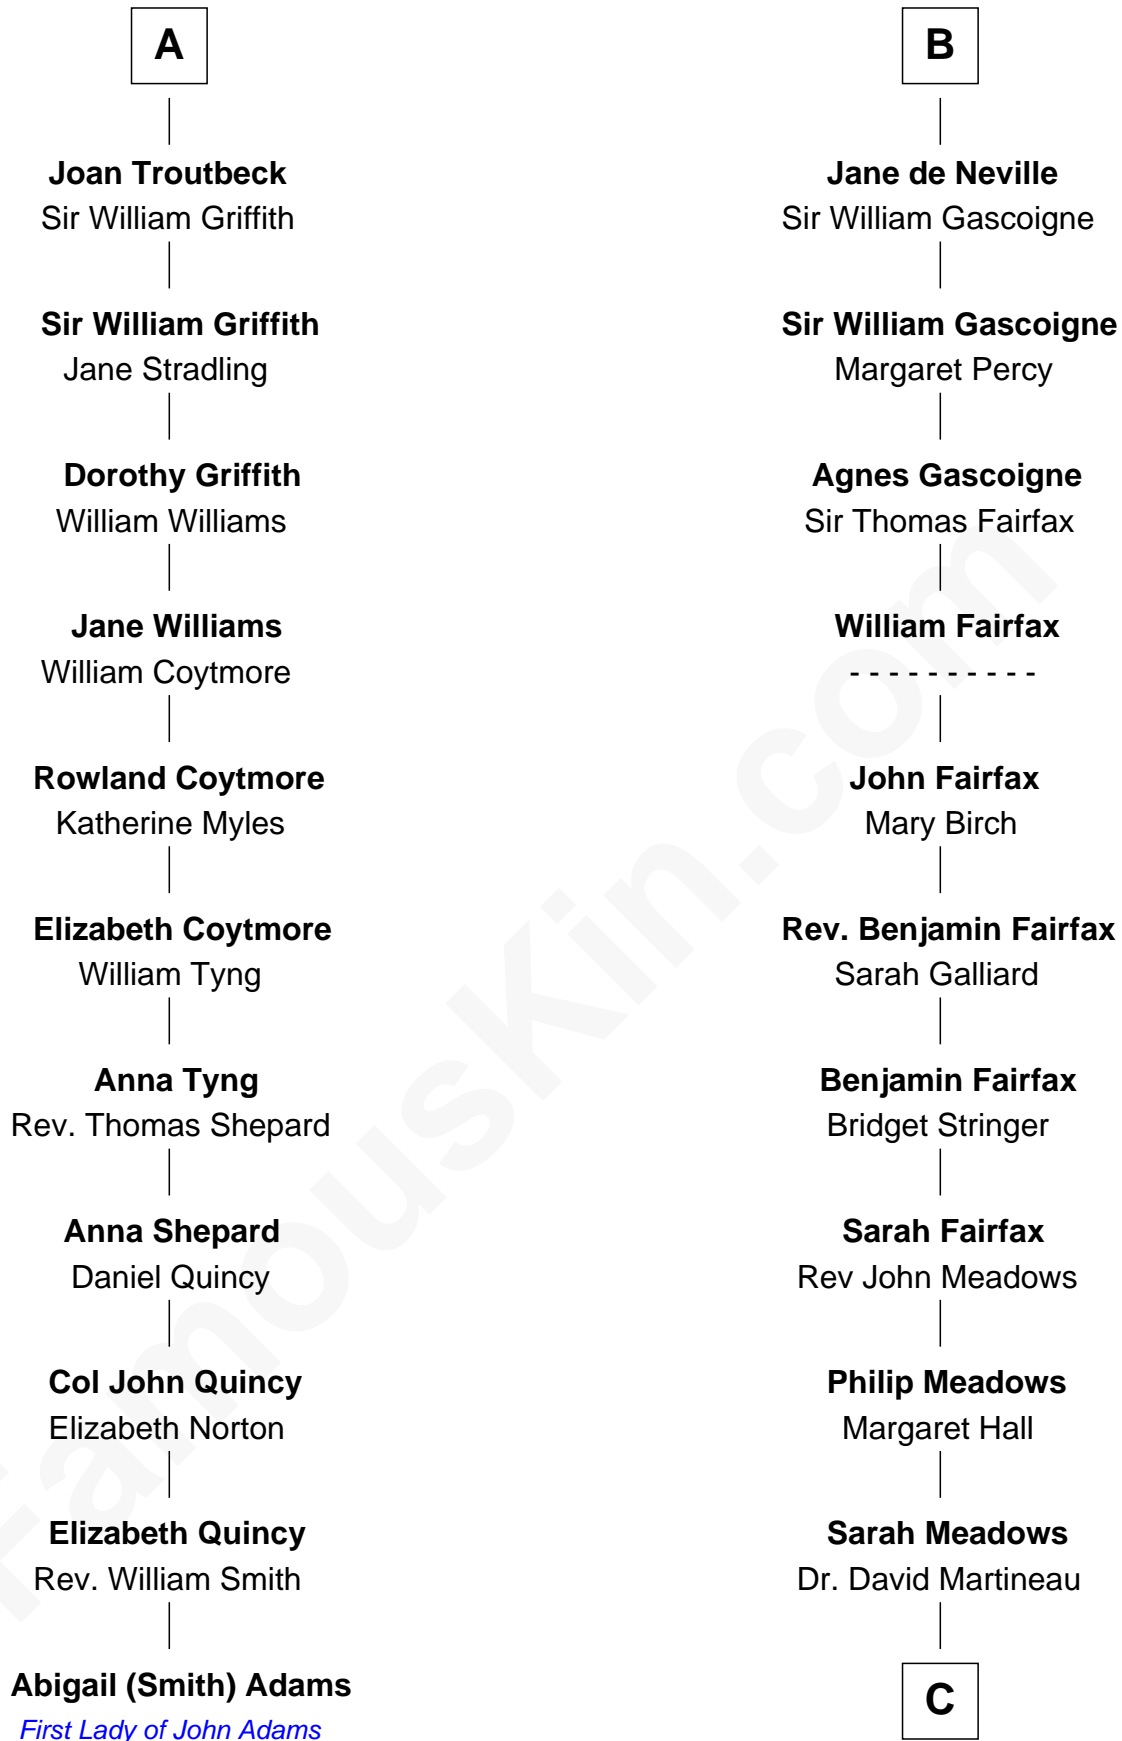 A
Joan Troutbeck
Sir William Griffith
Sir William Griffith
Jane Stradling
Dorothy Griffith
William Williams
Jane Williams
William Coytmore
Rowland Coytmore
Katherine Myles
Elizabeth Coytmore
William Tyng
Anna Tyng
Rev. Thomas Shepard
Anna Shepard
Daniel Quincy
Col John Quincy
Elizabeth Norton
Elizabeth Quincy
Rev. William Smith
Abigail (Smith) Adams
First Lady of John Adams
B
Jane de Neville
Sir William Gascoigne
Sir William Gascoigne
Margaret Percy
Agnes Gascoigne
Sir Thomas Fairfax
William Fairfax
- - - - - - - - - -
John Fairfax
Mary Birch
Rev. Benjamin Fairfax
Sarah Galliard
Benjamin Fairfax
Bridget Stringer
Sarah Fairfax
Rev John Meadows
Philip Meadows
Margaret Hall
Sarah Meadows
Dr. David Martineau
C
FamousKin.com